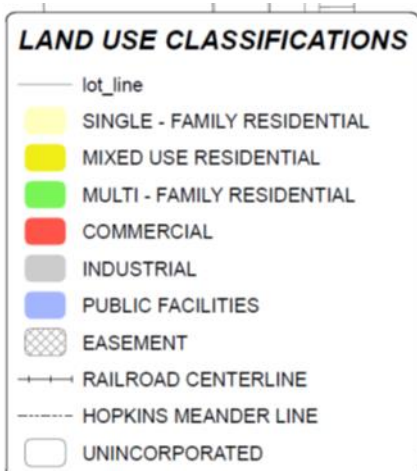 LAND USE CLASSIFICATIONS
lot_line
SINGLE - FAMILY RESIDENTIAL
MIXED USE RESIDENTIAL
MULTI - FAMILY RESIDENTIAL
COMMERCIAL
INDUSTRIAL
PUBLIC FACILITIES
EASEMENT
RAILROAD CENTERLINE
HOPKINS MEANDER LINE
UNINCORPORATED